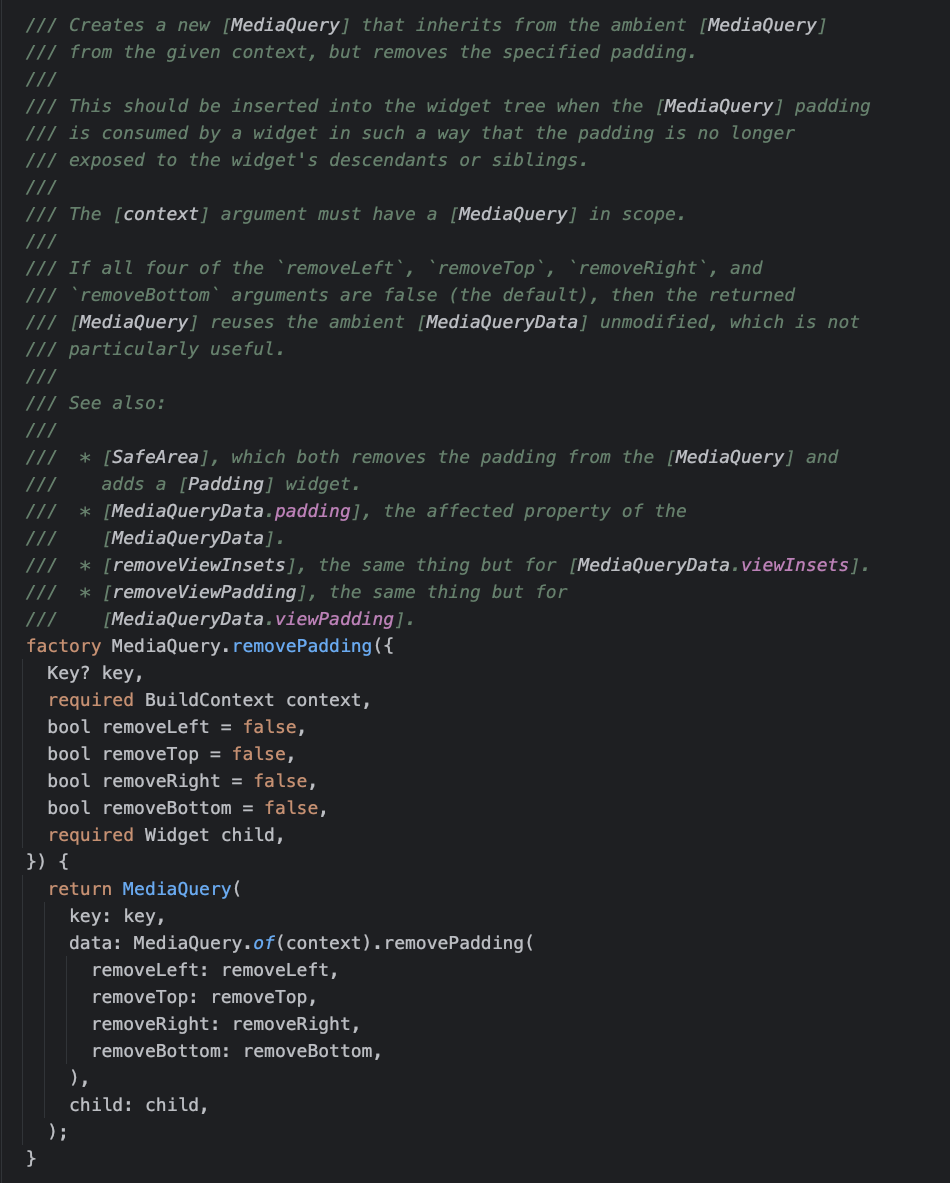 /// Creates a new [MediaQuery] that inherits from the ambient [MediaQuery]
/// from the given context, but removes the specified padding.
///
/// This should be inserted into the widget tree when the [MediaQuery] padding
/// is consumed by a widget in such a way that the padding is no longer
/// exposed to the widget's descendants or siblings.
///
/// The [context] argument must have a [MediaQuery] in scope.
///
/// If all four of the `removeLeft`, `removeTop`, `removeRight`, and
/// `removeBottom` arguments are false (the default), then the returned
/// [MediaQuery] reuses the ambient [MediaQueryData] unmodified, which is not
/// particularly useful.
///
/// See also:
///
///  * [SafeArea], which both removes the padding from the [MediaQuery] and
///    adds a [Padding] widget.
///  * [MediaQueryData.padding], the affected property of the
///    [MediaQueryData].
///  * [removeViewInsets], the same thing but for [MediaQueryData.viewInsets].
///  * [removeViewPadding], the same thing but for
///    [MediaQueryData.viewPadding].
factory MediaQuery.removePadding({
  Key? key,
  required BuildContext context,
  bool removeLeft = false,
  bool removeTop = false,
  bool removeRight = false,
  bool removeBottom = false,
  required Widget child,
}) {
  return MediaQuery(
    key: key,
    data: MediaQuery.of(context).removePadding(
      removeLeft: removeLeft,
      removeTop: removeTop,
      removeRight: removeRight,
      removeBottom: removeBottom,
    ),
    child: child,
  );
}